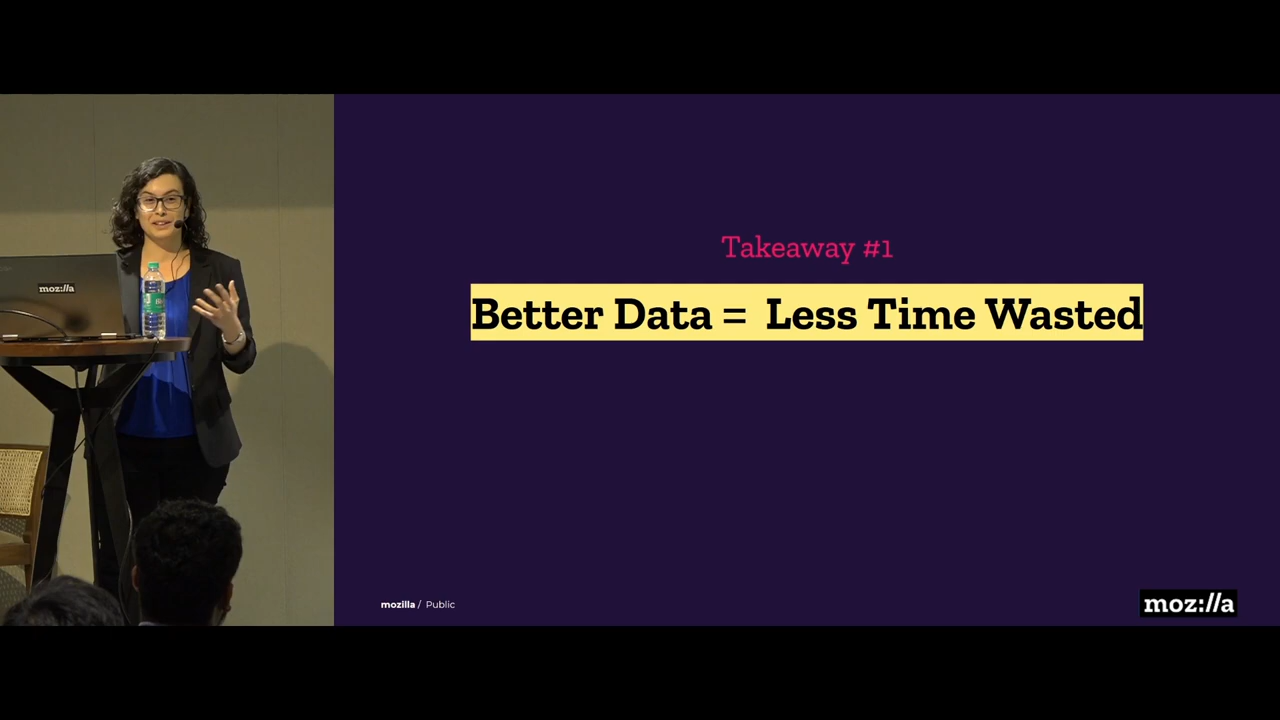 Takeaway #1
Better Data = Less Time Wasted
moz://a
mozilla / Public
moz://a